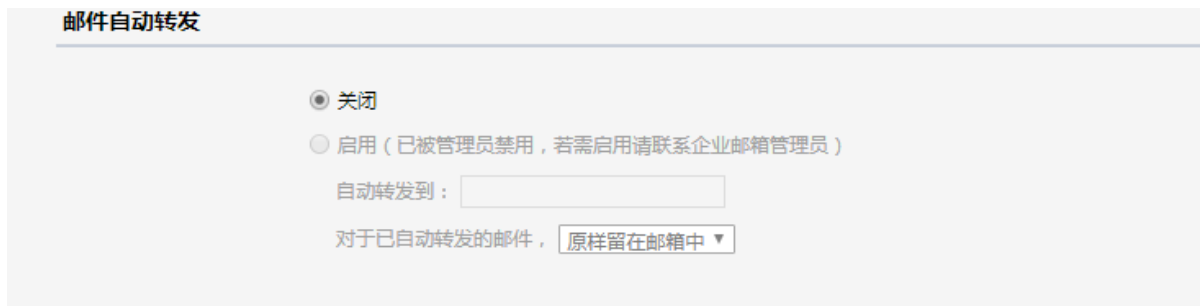 邮件自动转发
关闭
启用（已被管理员禁用，若需启用请联系企业邮箱管理员）
自动转发到：
对于已自动转发的邮件， 原样留在邮箱中